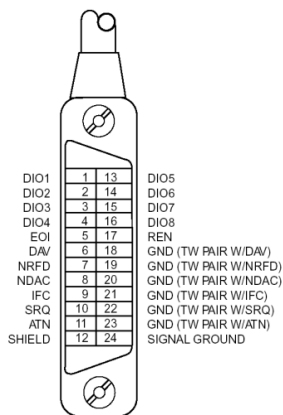 DIO1 1 13 DIO5
DIO2 2 14 DIO6
DIO3 3 15 DIO7
DIO4 4 16 DIO8
EOI 5 17 REN
DAV 6 18 GND (TW PAIR W/DAV)
NRFD 7 19 GND (TW PAIR W/NRFD)
NDAC 8 20 GND (TW PAIR W/NDAC)
IFC 9 21 GND (TW PAIR W/IFC)
SRQ 10 22 GND (TW PAIR W/SRQ)
ATN 11 23 GND (TW PAIR W/ATN)
SHIELD 12 24 SIGNAL GROUND